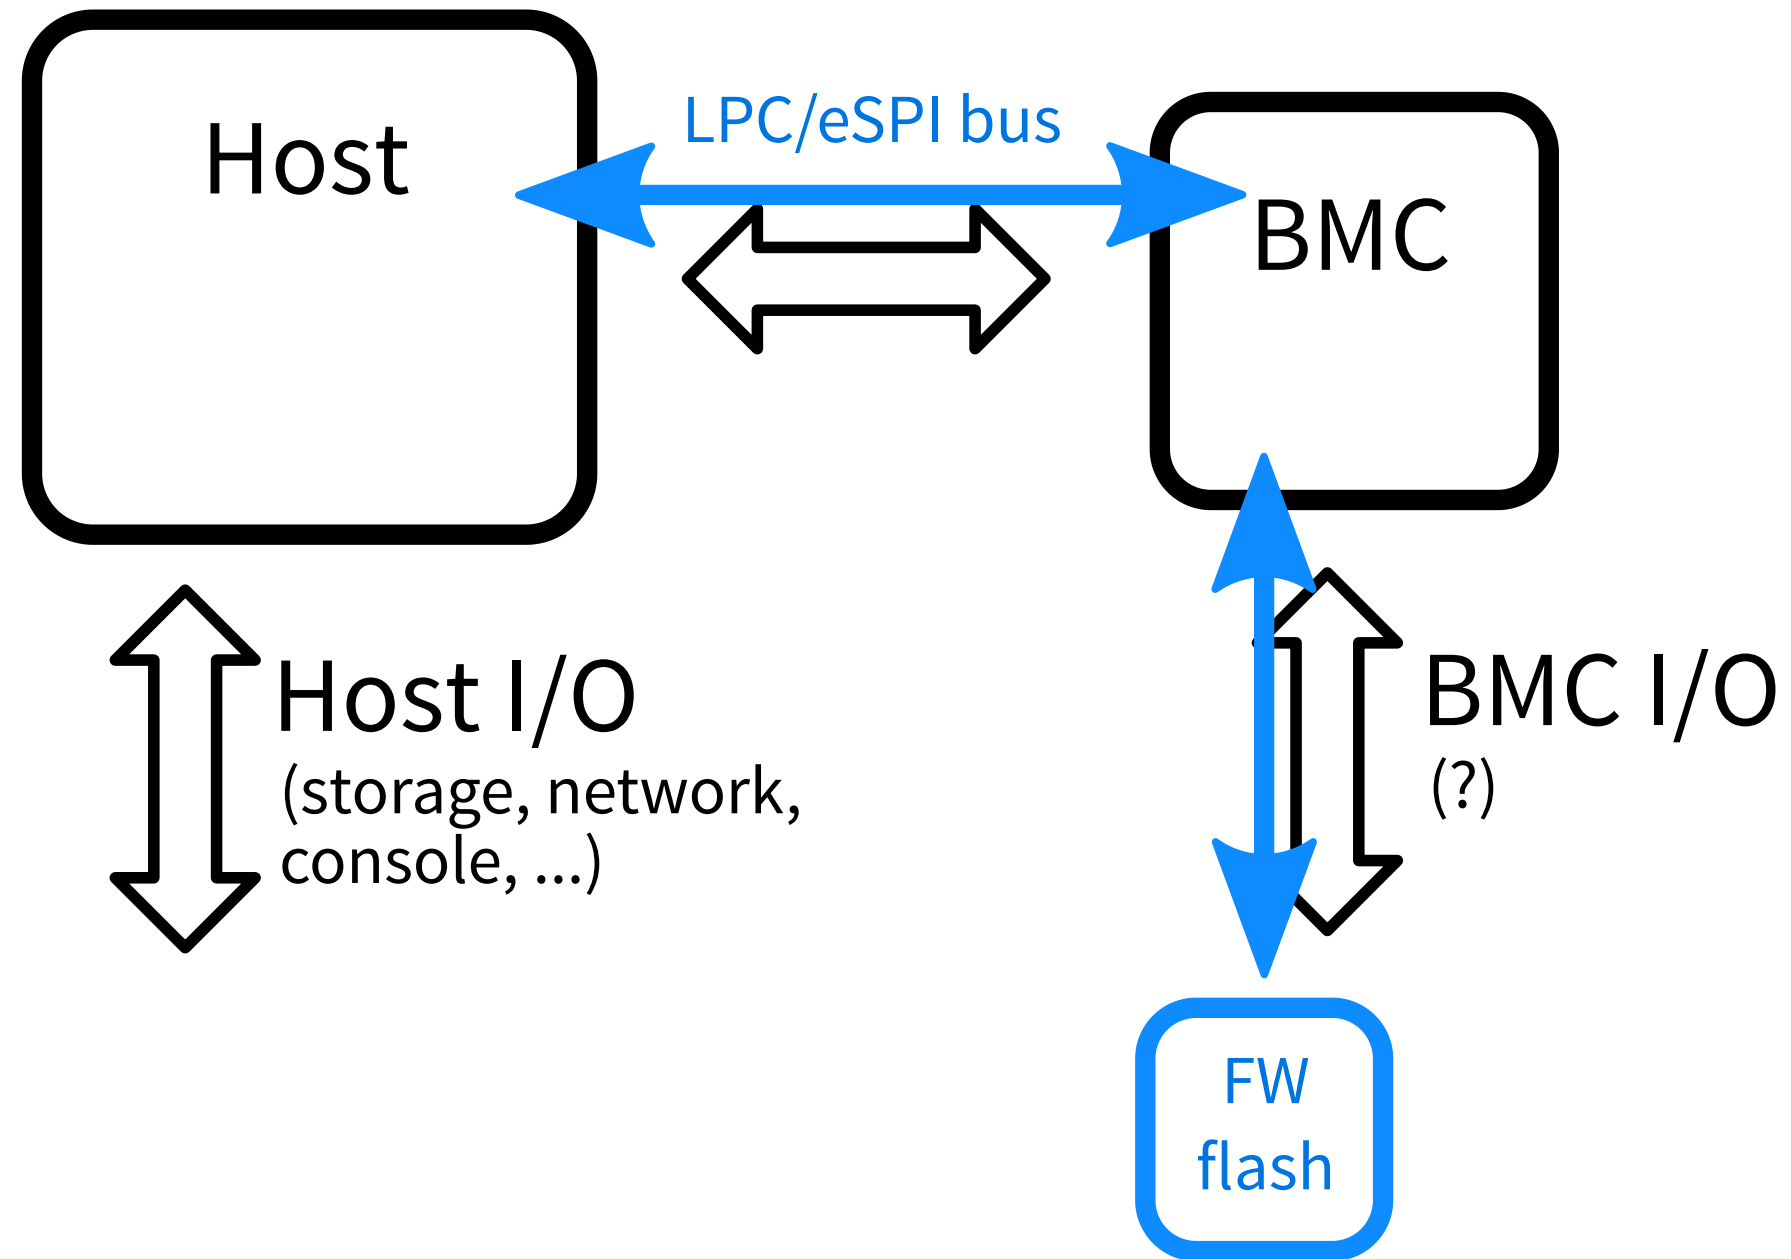 Host
LPC/eSPI bus
BMC
Host I/O
(storage, network,
console, ...)
BMC I/O
(?)
FW
flash